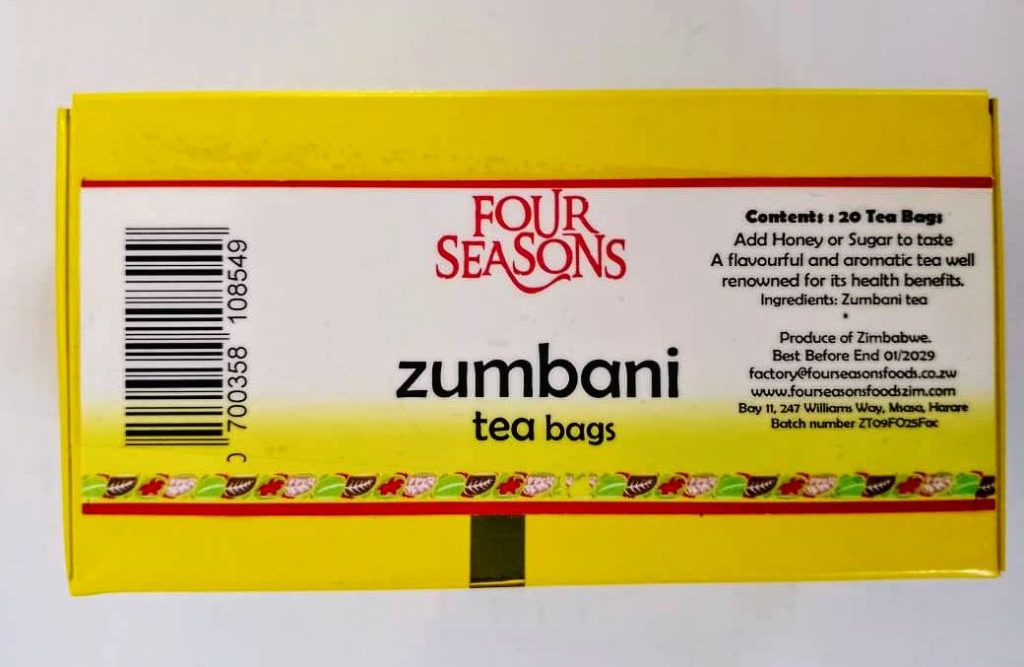 FOUR
SEASONS
zumbani
tea bags
0 700358 108549
Contents : 20 Tea Bags
Add Honey or Sugar to taste
A flavourful and aromatic tea well
renowned for its health benefits.
Ingredients: Zumbani tea
*
Produce of Zimbabwe.
Best Before End 01/2029
factory@fourseasonsfoods.co.zw
www.fourseasonsfoodszim.com
Bay 11, 247 Williams Way, Msasa, Harare
Batch number ZT09FO25Fac